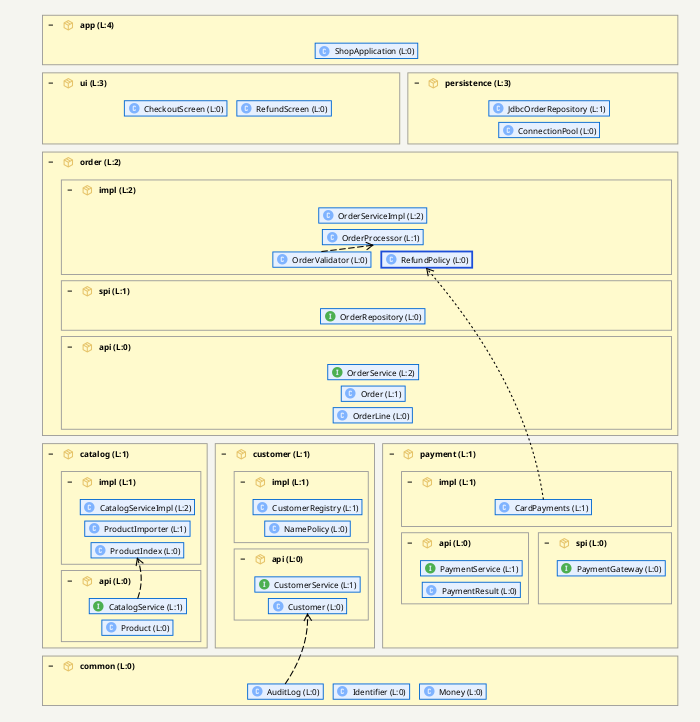 app (L:4)
ShopApplication (L:0)
ui (L:3)
CheckoutScreen (L:0)
RefundScreen (L:0)
persistence (L:3)
JdbcOrderRepository (L:1)
ConnectionPool (L:0)
order (L:2)
impl (L:2)
OrderServiceImpl (L:2)
OrderProcessor (L:1)
OrderValidator (L:0)
RefundPolicy (L:0)
spi (L:1)
OrderRepository (L:0)
api (L:0)
OrderService (L:2)
Order (L:1)
OrderLine (L:0)
catalog (L:1)
impl (L:1)
CatalogServiceImpl (L:2)
ProductImporter (L:1)
ProductIndex (L:0)
api (L:0)
CatalogService (L:1)
Product (L:0)
customer (L:1)
impl (L:1)
CustomerRegistry (L:1)
NamePolicy (L:0)
api (L:0)
CustomerService (L:1)
Customer (L:0)
payment (L:1)
impl (L:1)
CardPayments (L:1)
api (L:0)
PaymentService (L:1)
PaymentResult (L:0)
spi (L:0)
PaymentGateway (L:0)
common (L:0)
AuditLog (L:0)
Identifier (L:0)
Money (L:0)